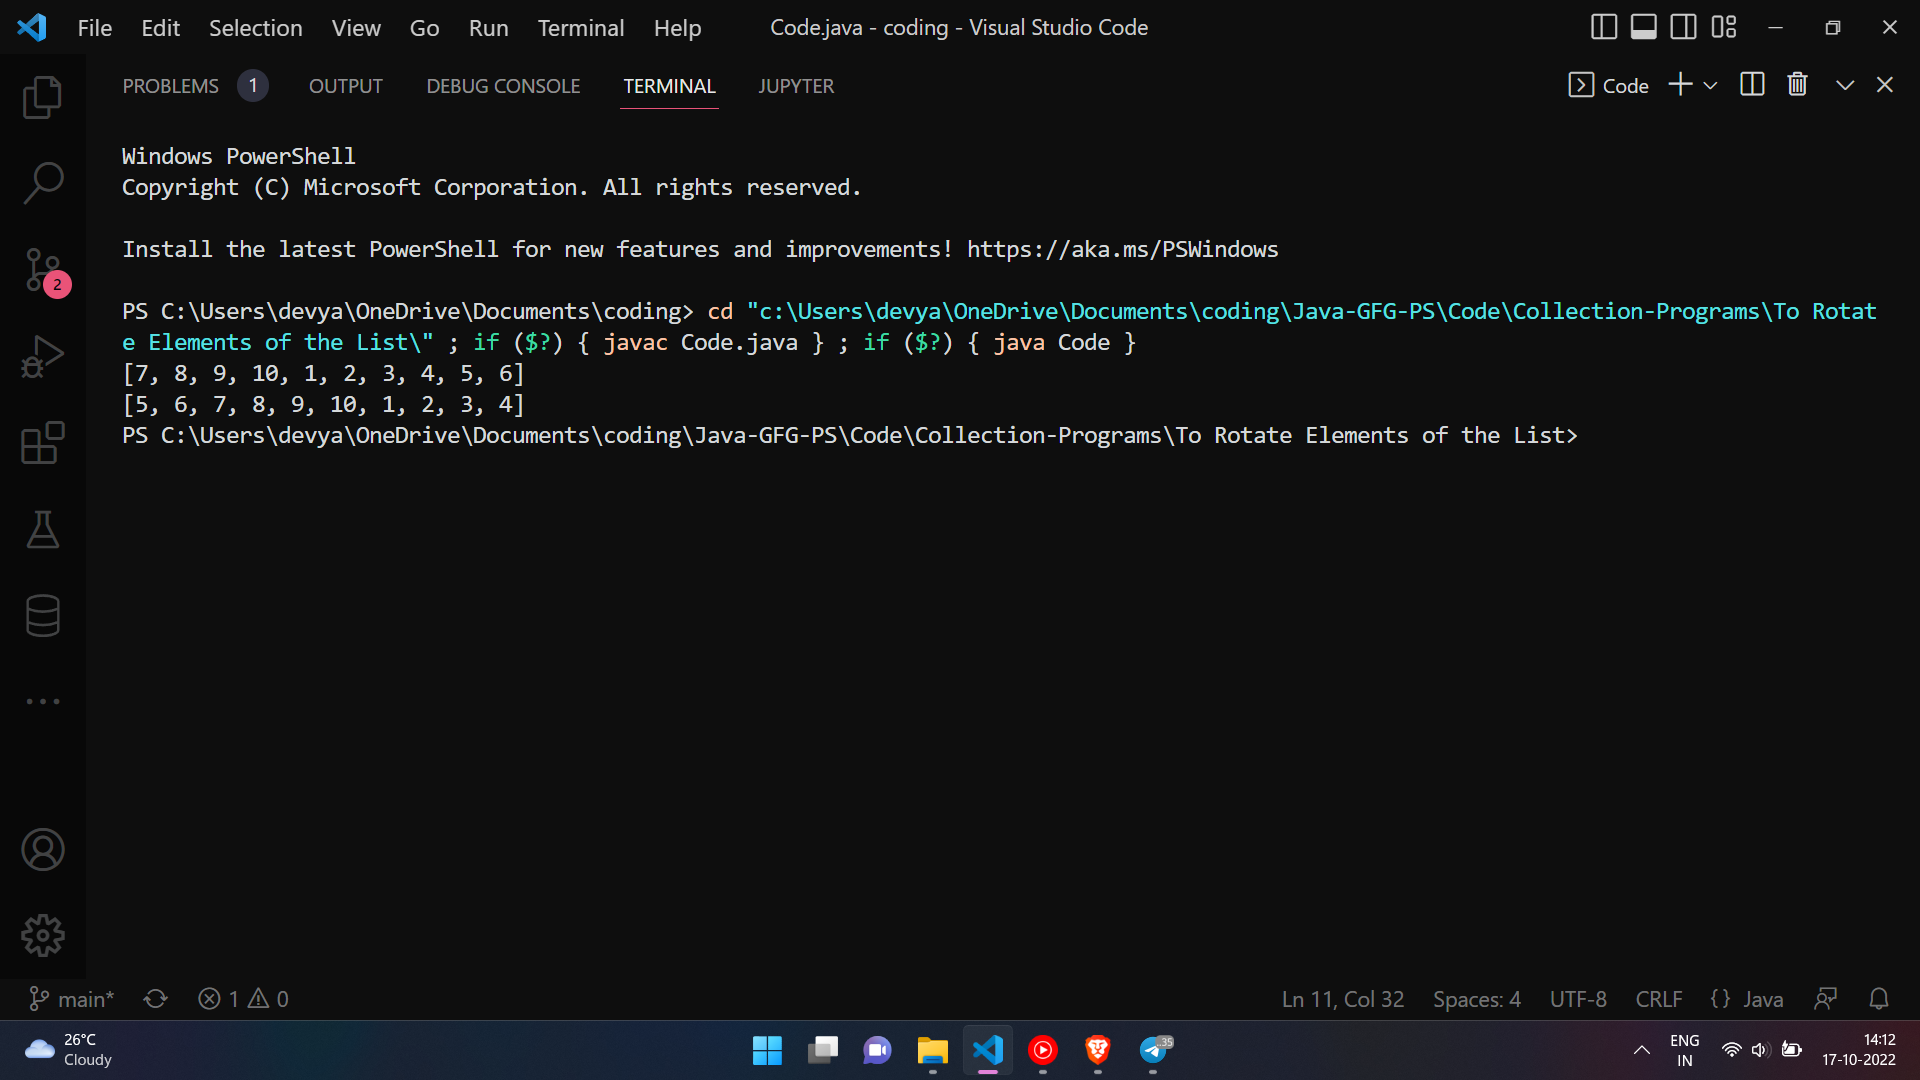 File Edit Selection View Go Run Terminal Help Code.java - coding - Visual Studio Code
PROBLEMS 1 OUTPUT DEBUG CONSOLE TERMINAL JUPYTER Code
Windows PowerShell
Copyright (C) Microsoft Corporation. All rights reserved.
Install the latest PowerShell for new features and improvements! https://aka.ms/PSWindows
PS C:\Users\devya\OneDrive\Documents\coding> cd "c:\Users\devya\OneDrive\Documents\coding\Java-GFG-PS\Code\Collection-Programs\To Rotat
e Elements of the List\" ; if ($?) { javac Code.java } ; if ($?) { java Code }
[7, 8, 9, 10, 1, 2, 3, 4, 5, 6]
[5, 6, 7, 8, 9, 10, 1, 2, 3, 4]
PS C:\Users\devya\OneDrive\Documents\coding\Java-GFG-PS\Code\Collection-Programs\To Rotate Elements of the List>
2
main* 1 0 Ln 11, Col 32 Spaces: 4 UTF-8 CRLF {} Java
26°C
Cloudy
35
ENG
IN
14:12
17-10-2022